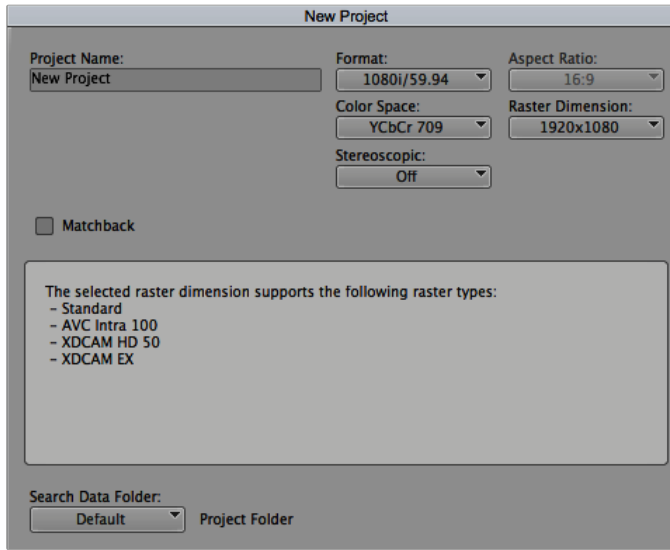 New Project
Project Name:
New Project
Format:
1080i/59.94
Aspect Ratio:
16:9
Color Space:
YCbCr 709
Raster Dimension:
1920x1080
Stereoscopic:
Off
Matchback
The selected raster dimension supports the following raster types:
- Standard
- AVC Intra 100
- XDCAM HD 50
- XDCAM EX
Search Data Folder:
Default
Project Folder